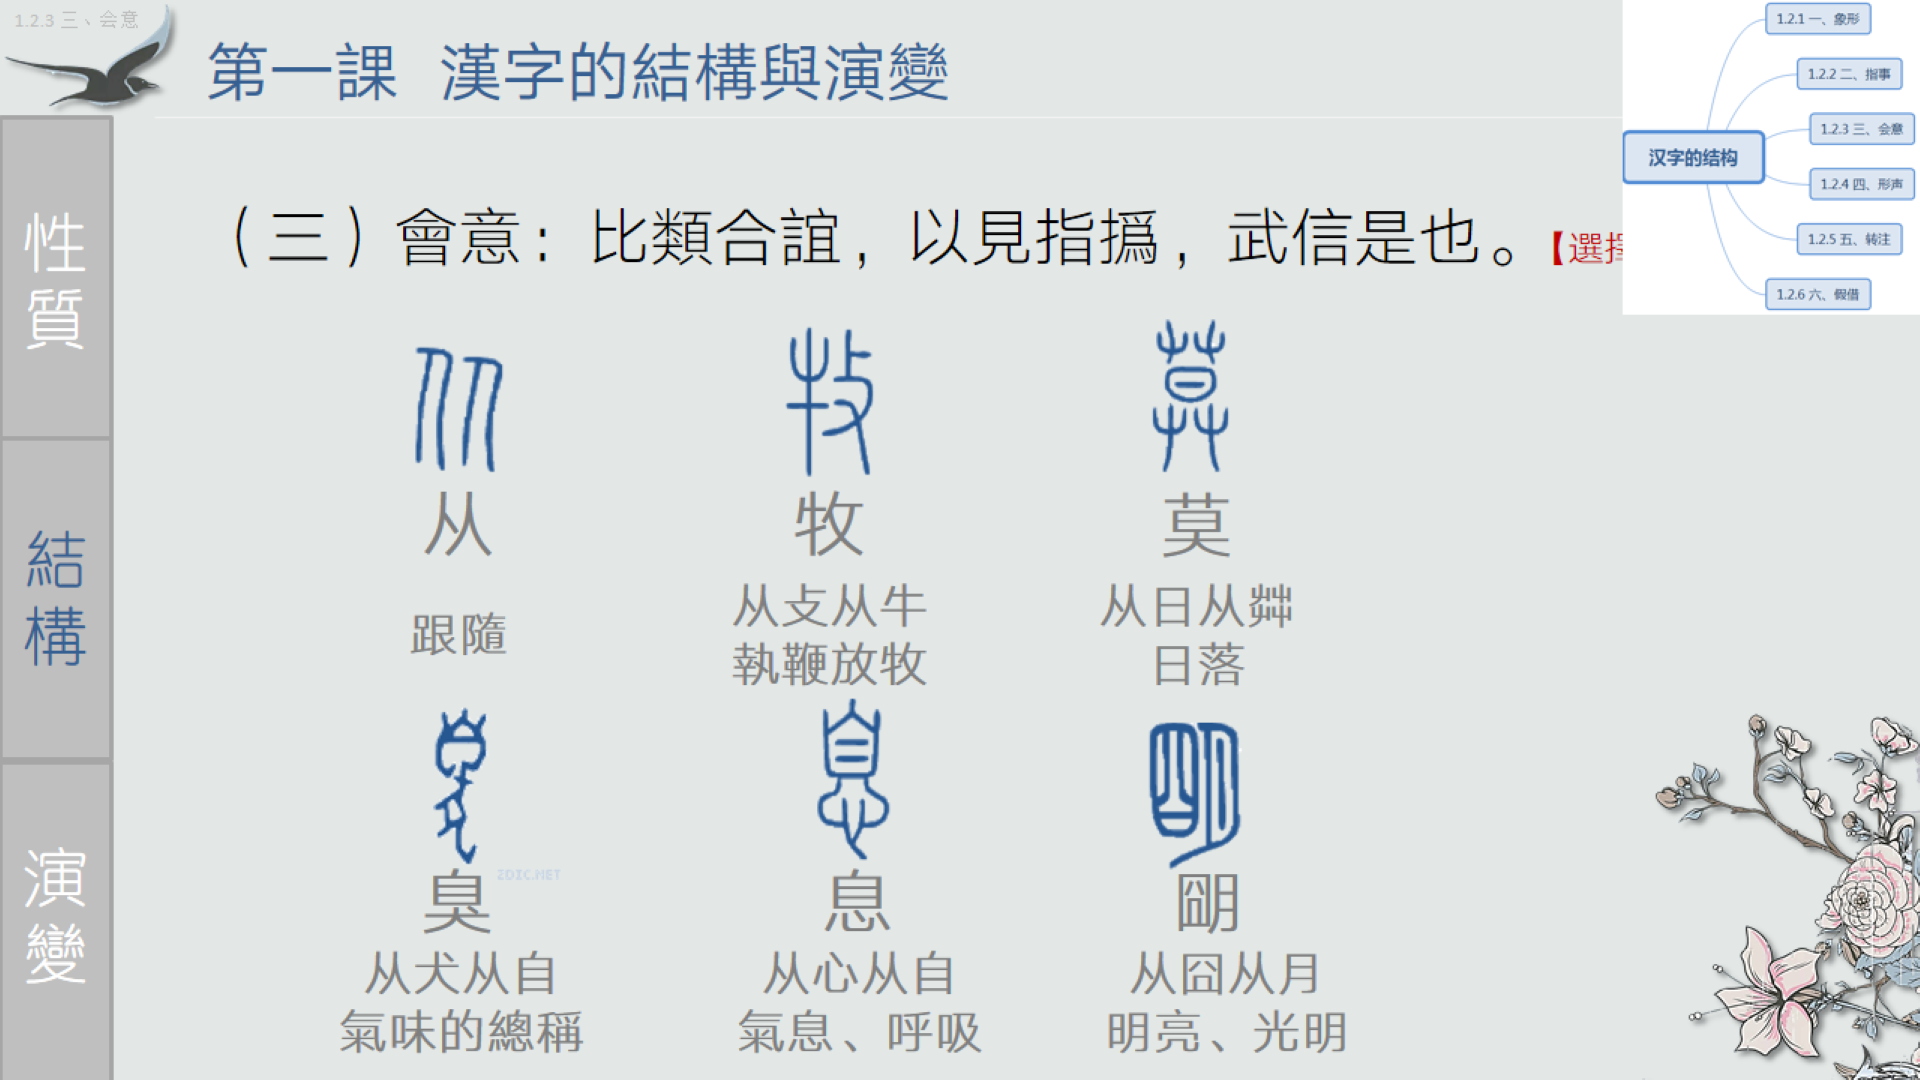 1.2.3 三、会意
第一課 漢字的結構與演變
性質
結構
演變
(三)會意:比類合誼,以見指撝,武信是也。【選擇
汉字的结构
1.2.1 一、象形
1.2.2 二、指事
1.2.3 三、会意
1.2.4 四、形声
1.2.5 五、转注
1.2.6 六、假借
从 牧 莫
跟隨
从攴从牛 从日从茻
執鞭放牧 日落
ZDIC.NET
臭 息 朙
从犬从自 从心从自 从囧从月
氣味的總稱 氣息、呼吸 明亮、光明